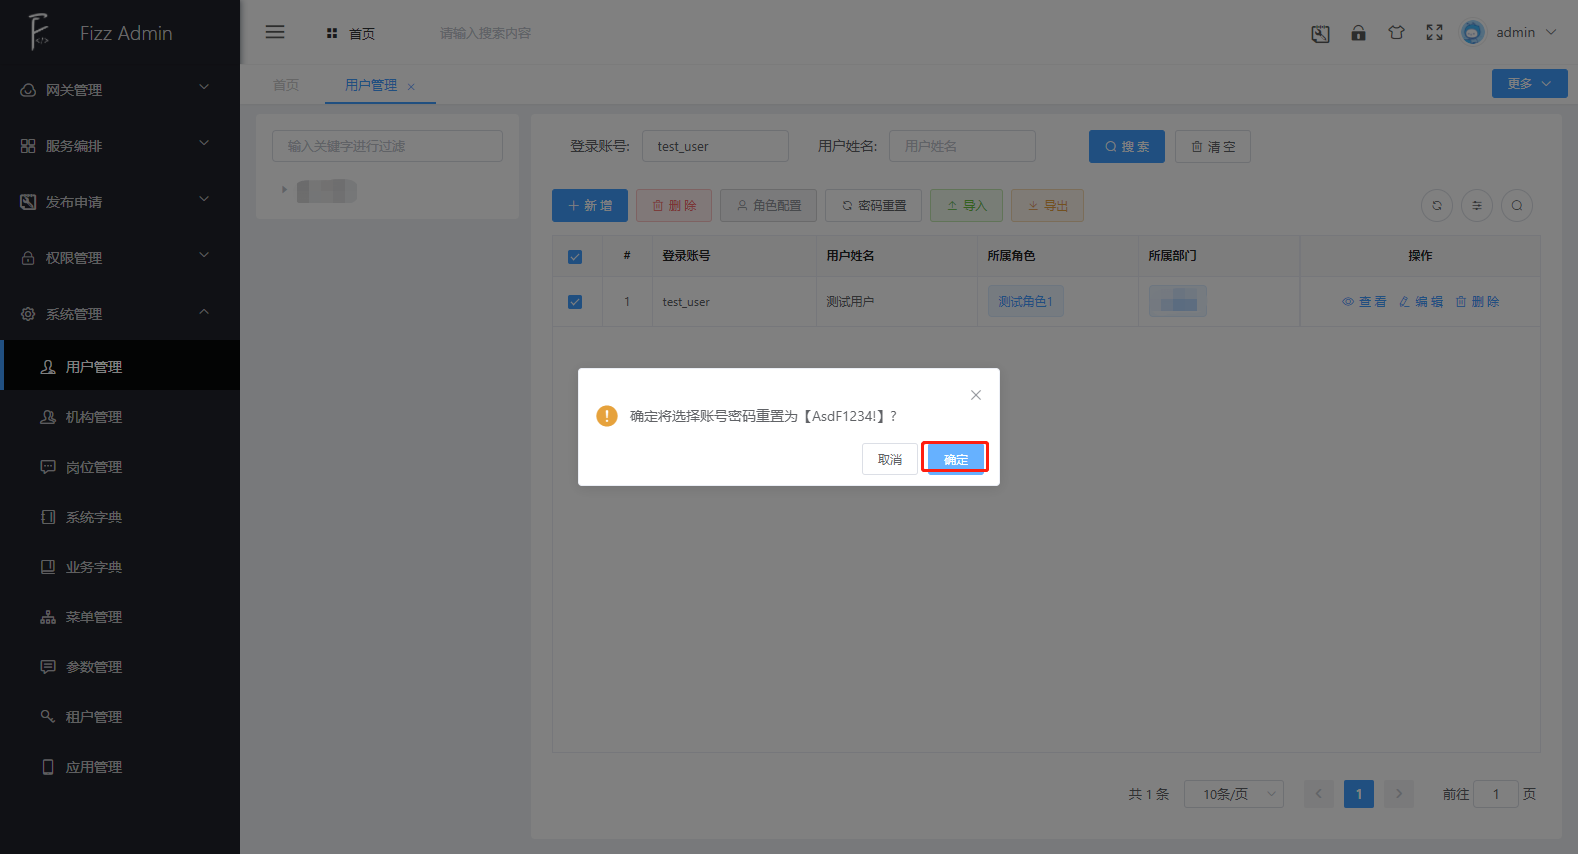 Fizz Admin
首页
请输入搜索内容
admin
网关管理
服务编排
发布申请
权限管理
系统管理
用户管理
机构管理
岗位管理
系统字典
业务字典
菜单管理
参数管理
租户管理
应用管理
首页
用户管理
更多
输入关键字进行过滤
登录账号:
test_user
用户姓名:
用户姓名
搜 索
清 空
新 增
删 除
角色配置
密码重置
导入
导出
# 登录账号 用户姓名 所属角色 所属部门 操作
1 test_user 测试用户 测试角色1 查 看 编 辑 删 除
确定将选择账号密码重置为【AsdF1234!】?
取消
确定
共 1 条
10条/页
1
前往 1 页